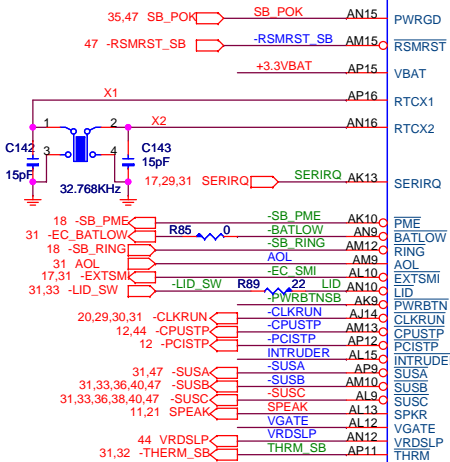 35,47 SB_POK SB_POK AN15 PWRGD
47 -RSMRST_SB -RSMRST_SB AM15 RSMRST
+3.3VBAT AP15 VBAT
X1 AP16 RTCX1
1 2 X2 AN16 RTCX2
C142 C143
15pF 3 4 15pF
32.768KHz
17,29,31 SERIRQ SERIRQ AK13 SERIRQ
18 -SB_PME -SB_PME AK10 PME
31 -EC_BATLOW R85 0 -BATLOW AN9 BATLOW
18 -SB_RING -SB_RING AM12 RING
31 AOL AOL AM9 AOL
17,31 -EXTSMI -EC_SMI AL10 EXTSMI
31,33 -LID_SW -LID_SW R89 22 LID AN10 LID
-PWRBTNSB AK9 PWRBTN
20,29,30,31 -CLKRUN -CLKRUN AJ14 CLKRUN
12,44 -CPUSTP -CPUSTP AM13 CPUSTP
12 -PCISTP -PCISTP AP12 PCISTP
INTRUDER AL15 INTRUDE
31,47 -SUSA -SUSA AP9 SUSA
31,33,36,40,47 -SUSB -SUSB AM10 SUSB
31,33,36,38,40,47 -SUSC -SUSC AL9 SUSC
11,21 SPEAK SPEAK AL13 SPKR
VGATE AL12 VGATE
44 VRDSLP VRDSLP AN12 VRDSLP
31,32 -THERM_SB THRM_SB AP11 THRM